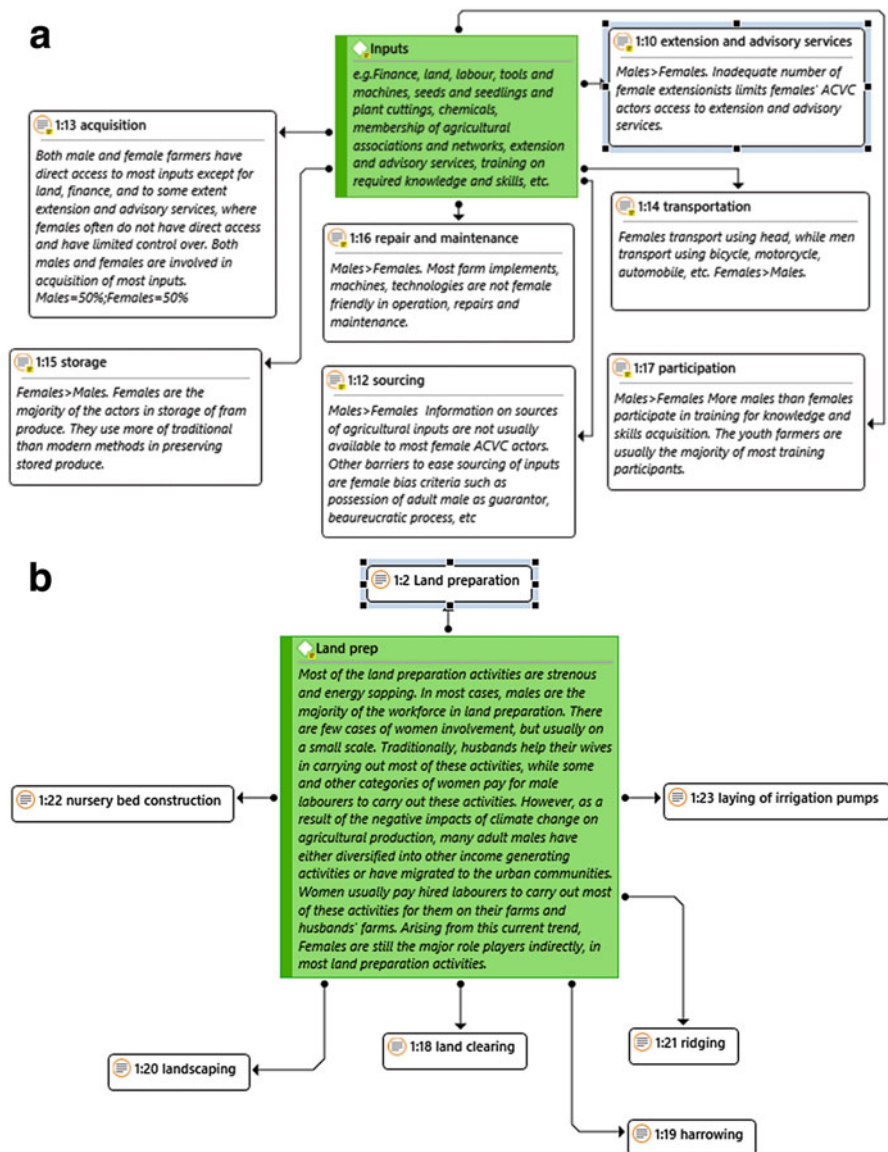 a
Inputs
e.g.Finance, land, labour, tools and
machines, seeds and seedlings and
plant cuttings, chemicals,
membership of agricultural
associations and networks, extension
and advisory services, training on
required knowledge and skills, etc.
1:10 extension and advisory services
Males>Females. Inadequate number of
female extensionists limits females' ACVC
actors access to extension and advisory
services.
1:13 acquisition
Both male and female farmers have
direct access to most inputs except for
land, finance, and to some extent
extension and advisory services, where
females often do not have direct access
and have limited control over. Both
males and females are involved in
acquisition of most inputs.
Males=50%;Females=50%
1:16 repair and maintenance
Males>Females. Most farm implements,
machines, technologies are not female
friendly in operation, repairs and
maintenance.
1:14 transportation
Females transport using head, while men
transport using bicycle, motorcycle,
automobile, etc. Females>Males.
1:15 storage
Females>Males. Females are the
majority of the actors in storage of fram
produce. They use more of traditional
than modern methods in preserving
stored produce.
1:12 sourcing
Males>Females Information on sources
of agricultural inputs are not usually
available to most female ACVC actors.
Other barriers to ease sourcing of inputs
are female bias criteria such as
possession of adult male as guarantor,
beaureucratic process, etc
1:17 participation
Males>Females More males than females
participate in training for knowledge and
skills acquisition. The youth farmers are
usually the majority of most training
participants.
b
1:2 Land preparation
Land prep
Most of the land preparation activities are strenous
and energy sapping. In most cases, males are the
majority of the workforce in land preparation. There
are few cases of women involvement, but usually on
a small scale. Traditionally, husbands help their wives
in carrying out most of these activities, while some
and other categories of women pay for male
labourers to carry out these activities. However, as a
result of the negative impacts of climate change on
agricultural production, many adult males have
either diversified into other income generating
activities or have migrated to the urban communities.
Women usually pay hired labourers to carry out most
of these activities for them on their farms and
husbands' farms. Arising from this current trend,
Females are still the major role players indirectly, in
most land preparation activities.
1:22 nursery bed construction
1:23 laying of irrigation pumps
1:21 ridging
1:18 land clearing
1:20 landscaping
1:19 harrowing